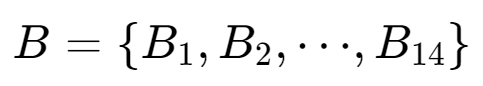 B = {B₁, B₂, ···, B₁₄}